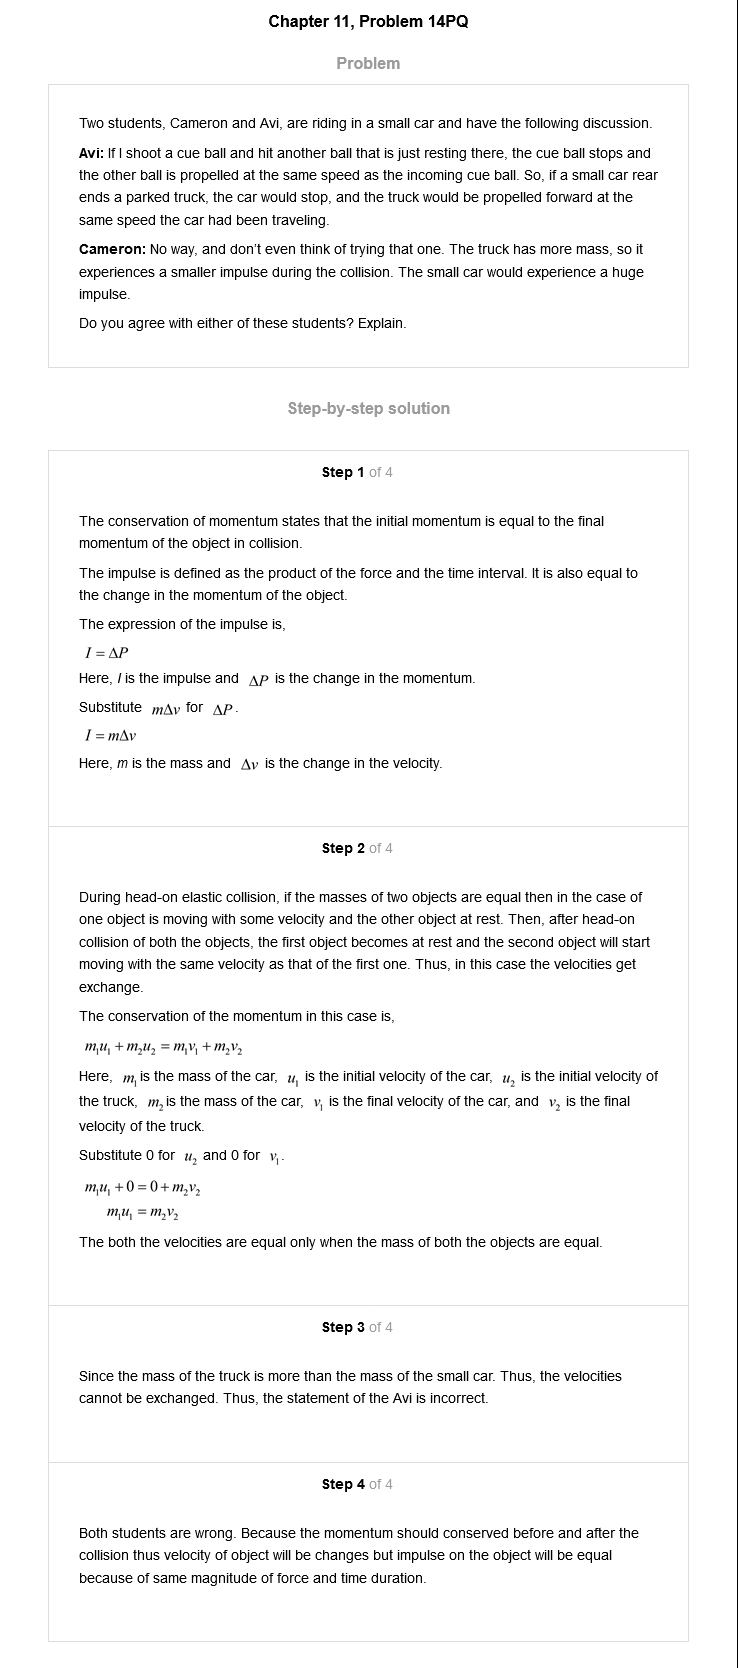 Chapter 11, Problem 14PQ
Problem
Two students, Cameron and Avi, are riding in a small car and have the following discussion.
Avi: If I shoot a cue ball and hit another ball that is just resting there, the cue ball stops and
the other ball is propelled at the same speed as the incoming cue ball. So, if a small car rear
ends a parked truck, the car would stop, and the truck would be propelled forward at the
same speed the car had been traveling.
Cameron: No way, and don't even think of trying that one. The truck has more mass, so it
experiences a smaller impulse during the collision. The small car would experience a huge
impulse.
Do you agree with either of these students? Explain.
Step-by-step solution
Step 1 of 4
The conservation of momentum states that the initial momentum is equal to the final
momentum of the object in collision.
The impulse is defined as the product of the force and the time interval. It is also equal to
the change in the momentum of the object.
The expression of the impulse is,
I = ΔP
Here, I is the impulse and ΔP is the change in the momentum.
Substitute mΔv for ΔP.
I = mΔv
Here, m is the mass and Δv is the change in the velocity.
Step 2 of 4
During head-on elastic collision, if the masses of two objects are equal then in the case of
one object is moving with some velocity and the other object at rest. Then, after head-on
collision of both the objects, the first object becomes at rest and the second object will start
moving with the same velocity as that of the first one. Thus, in this case the velocities get
exchange.
The conservation of the momentum in this case is,
m₁u₁ + m₂u₂ = m₁v₁ + m₂v₂
Here, m₁ is the mass of the car, u₁ is the initial velocity of the car, u₂ is the initial velocity of
the truck, m₂ is the mass of the car, v₁ is the final velocity of the car, and v₂ is the final
velocity of the truck.
Substitute 0 for u₂ and 0 for v₁.
m₁u₁ + 0 = 0 + m₂v₂
m₁u₁ = m₂v₂
The both the velocities are equal only when the mass of both the objects are equal.
Step 3 of 4
Since the mass of the truck is more than the mass of the small car. Thus, the velocities
cannot be exchanged. Thus, the statement of the Avi is incorrect.
Step 4 of 4
Both students are wrong. Because the momentum should conserved before and after the
collision thus velocity of object will be changes but impulse on the object will be equal
because of same magnitude of force and time duration.